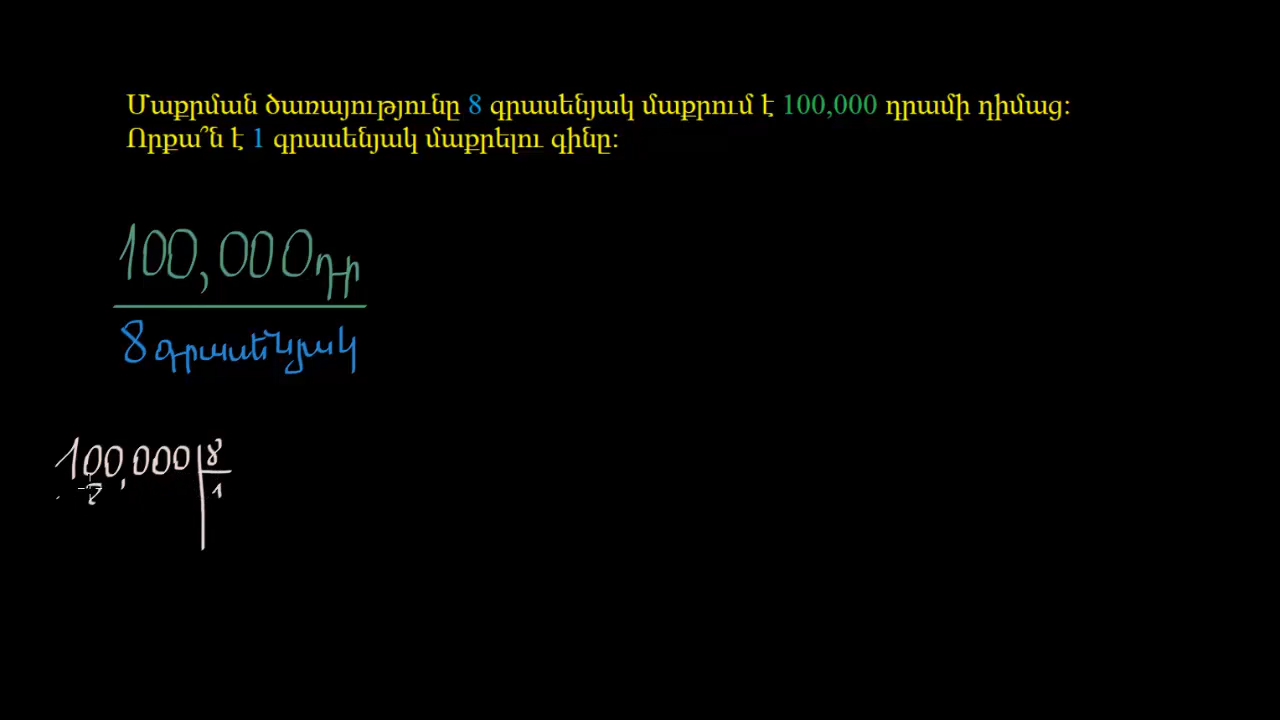 Մաքրման ծառայությունը 8 գրասենյակ մաքրում է 100,000 դրամի դիմաց:
Որքա՞ն է 1 գրասենյակ մաքրելու գինը:
100,000դր
8 գրասենյակ
100,000 8
1